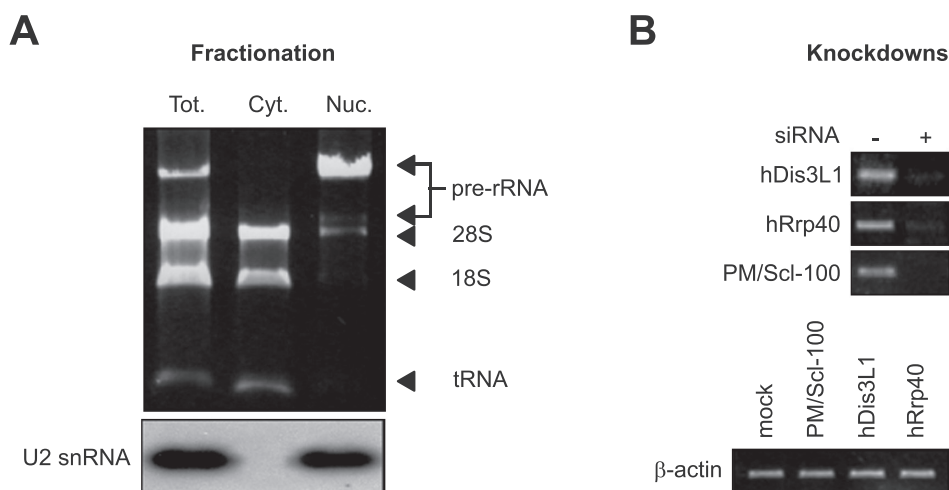 A
Fractionation
Tot. Cyt. Nuc.
pre-rRNA
28S
18S
tRNA
U2 snRNA
B
Knockdowns
siRNA - +
hDis3L1
hRrp40
PM/Scl-100
mock PM/Scl-100 hDis3L1 hRrp40
β-actin